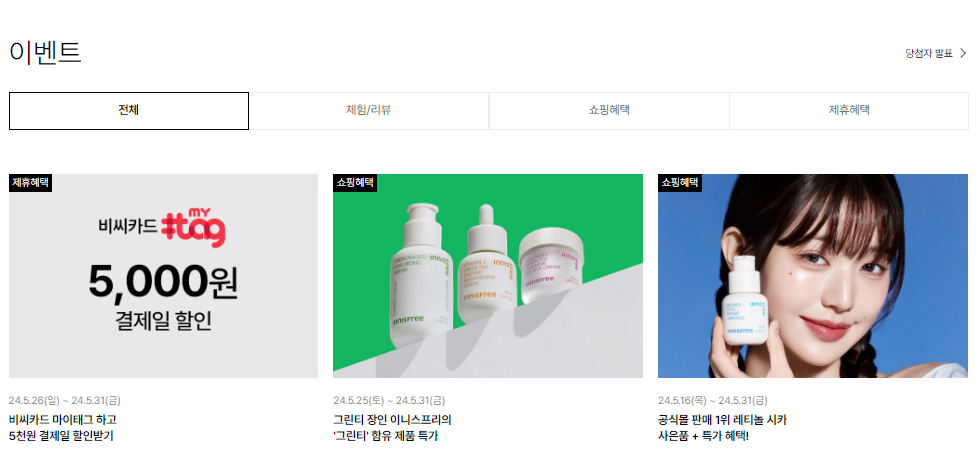 이벤트
당첨자 발표
전체
체험/리뷰
쇼핑혜택
제휴혜택
제휴혜택
비씨카드 #MY tag
5,000원
결제일 할인
24.5.26(일) ~ 24.5.31(금)
비씨카드 마이태그 하고
5천원 결제일 할인받기
쇼핑혜택
INNISFREE
INNISFREE
INNISFREE
24.5.25(토) ~ 24.5.31(금)
그린티 장인 이니스프리의
'그린티' 함유 제품 특가
쇼핑혜택
INNISFREE
24.5.16(목) ~ 24.5.31(금)
공식몰 판매 1위 레티놀 시카
사은품 + 특가 혜택!